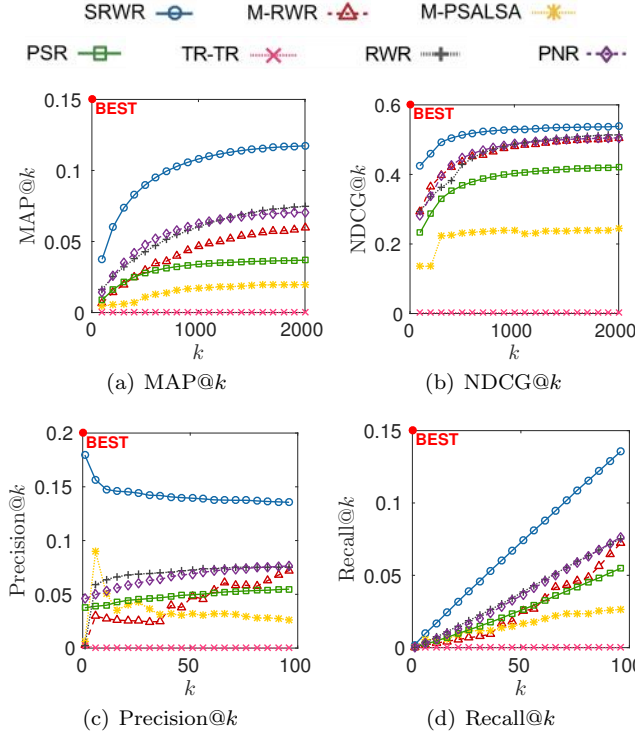 SRWR M-RWR M-PSALSA
PSR TR-TR RWR PNR
BEST
MAP@k
0.15
0.1
0.05
0
0 1000 2000
k
(a) MAP@k
BEST
NDCG@k
0.6
0.4
0.2
0
0 1000 2000
k
(b) NDCG@k
BEST
Precision@k
0.2
0.15
0.1
0.05
0
0 50 100
k
(c) Precision@k
BEST
Recall@k
0.15
0.1
0.05
0
0 50 100
k
(d) Recall@k